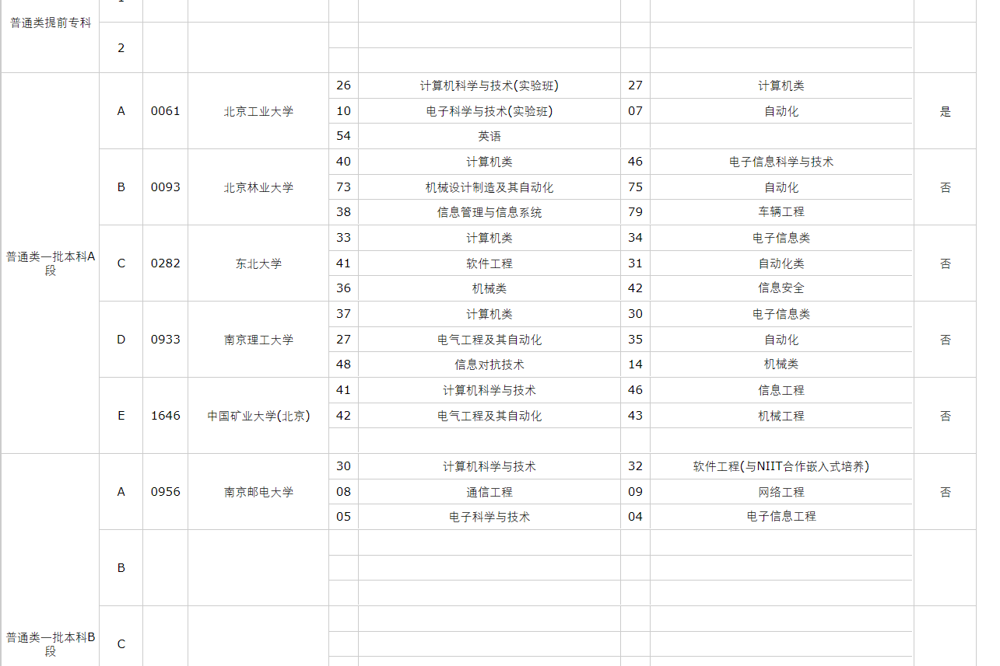 1
普通类提前专科
2
26 计算机科学与技术(实验班) 27 计算机类
A 0061 北京工业大学 10 电子科学与技术(实验班) 07 自动化 是
54 英语
40 计算机类 46 电子信息科学与技术
B 0093 北京林业大学 73 机械设计制造及其自动化 75 自动化 否
38 信息管理与信息系统 79 车辆工程
33 计算机类 34 电子信息类
普通类一批本科A
段
C 0282 东北大学 41 软件工程 31 自动化类 否
36 机械类 42 信息安全
37 计算机类 30 电子信息类
D 0933 南京理工大学 27 电气工程及其自动化 35 自动化 否
48 信息对抗技术 14 机械类
41 计算机科学与技术 46 信息工程
E 1646 中国矿业大学(北京) 42 电气工程及其自动化 43 机械工程 否
30 计算机科学与技术 32 软件工程(与NIIT合作嵌入式培养)
A 0956 南京邮电大学 08 通信工程 09 网络工程 否
05 电子科学与技术 04 电子信息工程
B
普通类一批本科B
段
C